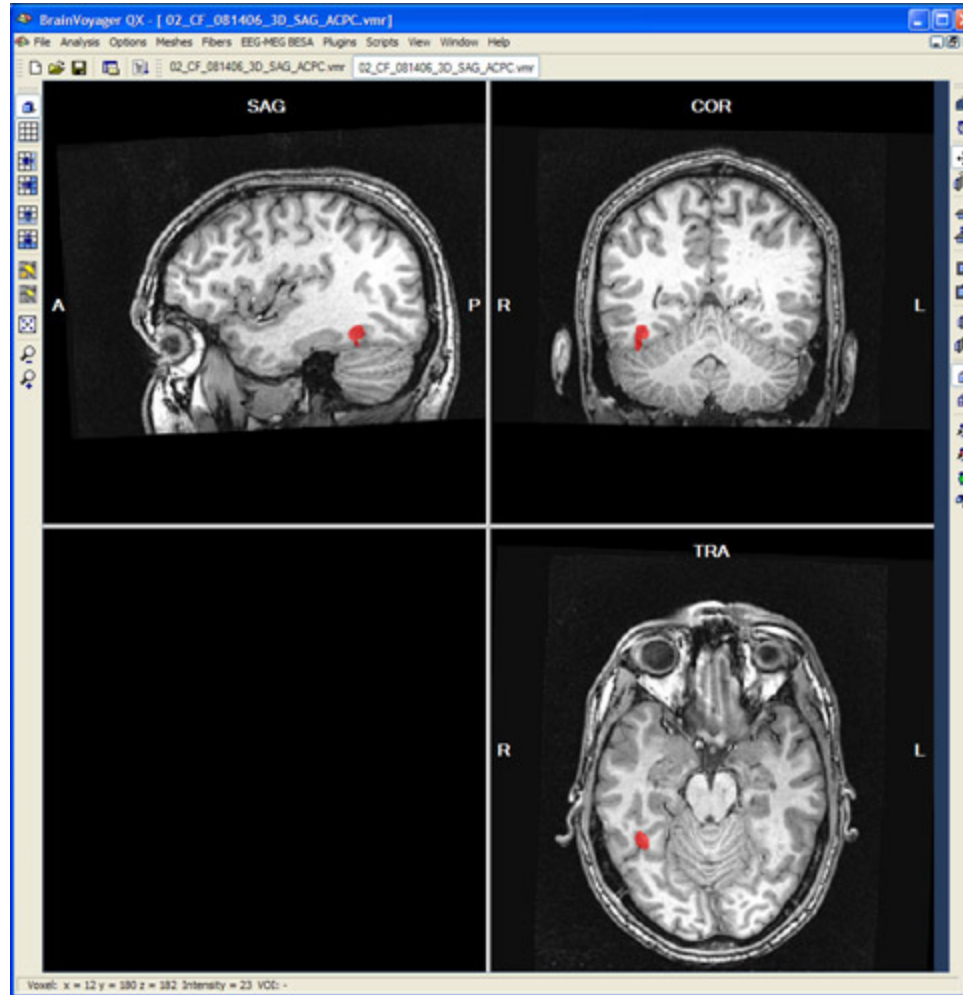 BrainVoyager QX - [ 02_CF_081406_3D_SAG_ACPC.vmr]
File Analysis Options Meshes Fibers EEG-MEG BESA Plugins Scripts View Window Help
02_CF_081406_3D_SAG_ACPC.vmr 02_CF_081406_3D_SAG_ACPC.vmr
SAG
COR
A
P
R
L
TRA
R
L
Voxel: x = 12 y = 180 z = 182 Intensity = 23 VOI: -